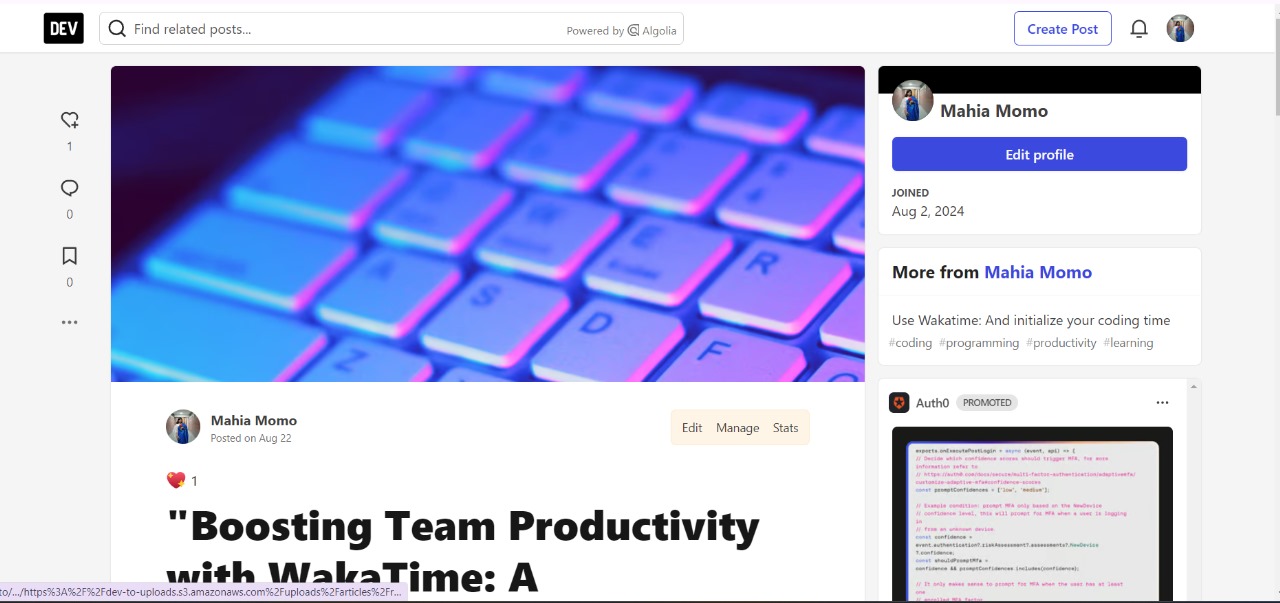 DEV
Find related posts...
Powered by Algolia
Create Post
1
0
0
A
S
D
F
E
R
Z
Mahia Momo
Posted on Aug 22
Edit Manage Stats
1
"Boosting Team Productivity
with WakaTime: A
Mahia Momo
Edit profile
JOINED
Aug 2, 2024
More from Mahia Momo
Use Wakatime: And initialize your coding time
#coding #programming #productivity #learning
Auth0 PROMOTED
exports.onExecutePostLogin = async (event, api) => {
// Decide which confidence scores should trigger MFA, for more
information refer to
// https://auth0.com/docs/secure/multi-factor-authentication/adaptivemfa/
customize-adaptive-mfa#confidence-scores
const promptConfidences = ['low', 'medium'];
// Example condition: prompt MFA only based on the NewDevice
// confidence level, this will prompt for MFA when a user is logging
in
// from an unknown device.
const confidence =
event.authentication?.riskAssessment?.assessments?.NewDevice
?.confidence;
const shouldPromptMfa =
confidence && promptConfidences.includes(confidence);
// It only makes sense to prompt for MFA when the user has at least
one
// enrolled MFA factor.
to/.../https%3A%2F%2Fdev-to-uploads.s3.amazonaws.com%2Fuploads%2Farticles%2Fr...